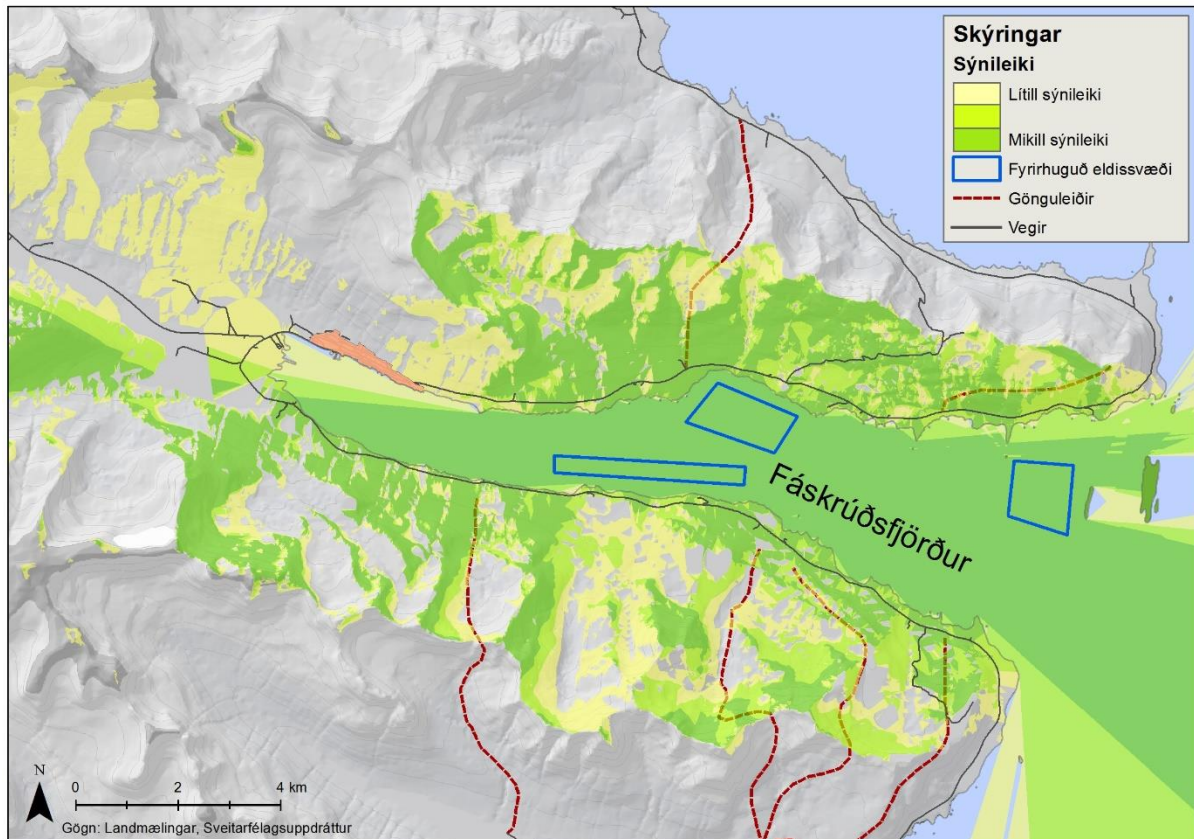 Skýringar
Sýnileiki
Lítill sýnileiki
Mikill sýnileiki
Fyrirhuguð eldissvæði
Gönguleiðir
Vegir
Fáskrúðsfjörður
N
0 2 4 km
Gögn: Landmælingar, Sveitarfélagsuppdráttur